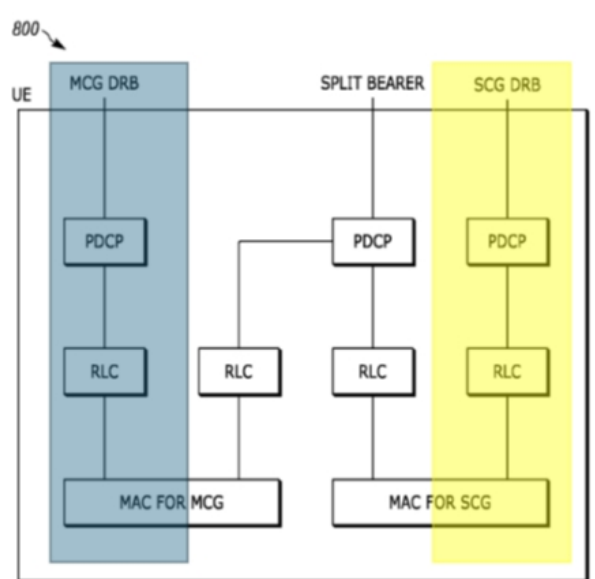 800
MCG DRB
SPLIT BEARER
SCG DRB
UE
PDCP
PDCP
PDCP
RLC
RLC
RLC
RLC
MAC FOR MCG
MAC FOR SCG